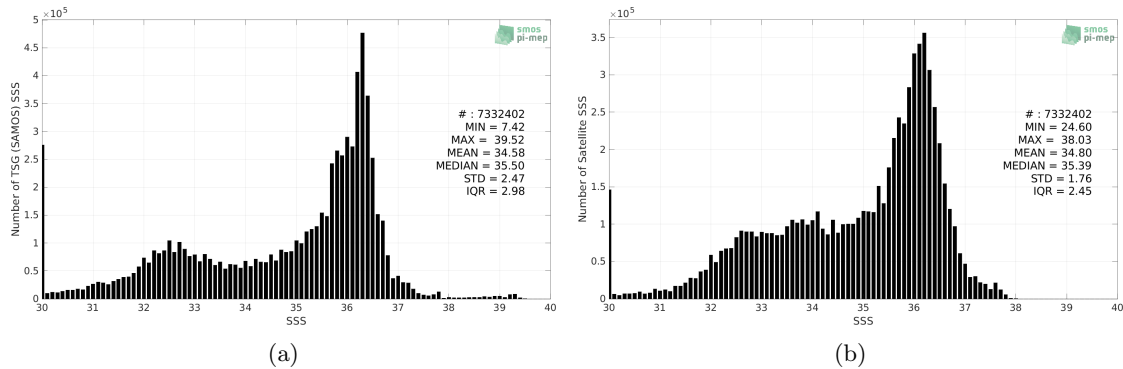 ×10^5
5
4.5
4
3.5
3
2.5
2
1.5
1
0.5
0
Number of TSG (SAMOS) SSS
smos
pi-mep
# : 7332402
MIN = 7.42
MAX = 39.52
MEAN = 34.58
MEDIAN = 35.50
STD = 2.47
IQR = 2.98
30 31 32 33 34 35 36 37 38 39 40
SSS
(a)
×10^5
3.5
3
2.5
2
1.5
1
0.5
0
Number of Satellite SSS
smos
pi-mep
# : 7332402
MIN = 24.60
MAX = 38.03
MEAN = 34.80
MEDIAN = 35.39
STD = 1.76
IQR = 2.45
30 31 32 33 34 35 36 37 38 39 40
SSS
(b)